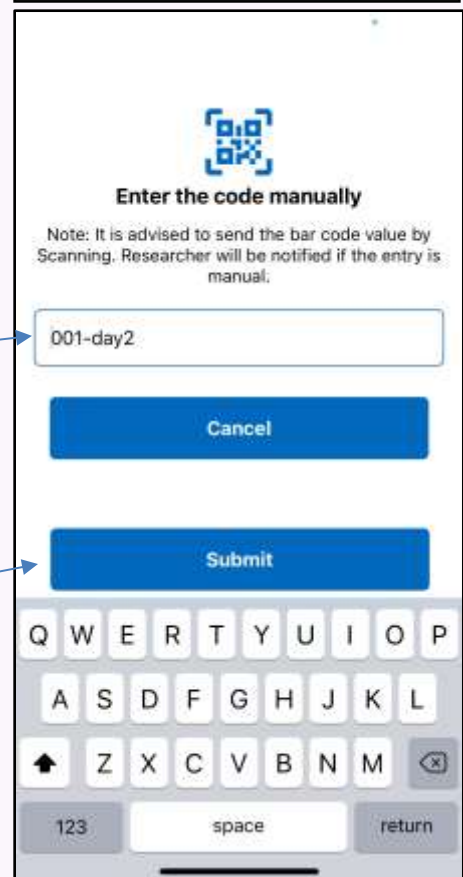 Enter the code manually
Note: It is advised to send the bar code value by
Scanning. Researcher will be notified if the entry is
manual.
001-day2
Cancel
Submit
Q W E R T Y U I O P
A S D F G H J K L
Z X C V B N M
123 space return